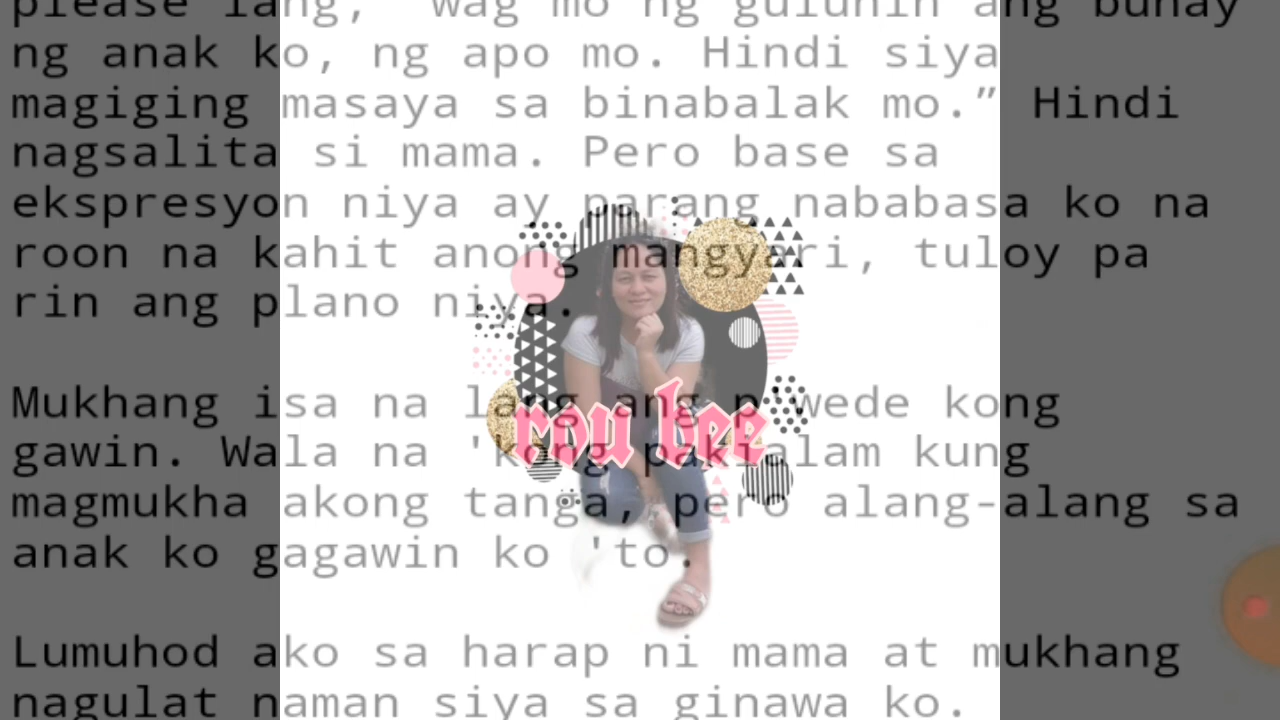 please lang, 'wag mo ng guluhin ang buhay
ng anak ko, ng apo mo. Hindi siya
magiging masaya sa binabalak mo.” Hindi
nagsalita si mama. Pero base sa
ekspresyon niya ay parang nababasa ko na
roon na kahit anong mangyari, tuloy pa
rin ang plano niya.
Mukhang isa na lang ang p'wede kong
gawin. Wala na 'kong pakialam kung
magmukha akong tanga, pero alang-alang sa
anak ko gagawin ko 'to.
Lumuhod ako sa harap ni mama at mukhang
nagulat naman siya sa ginawa ko.
rou lee